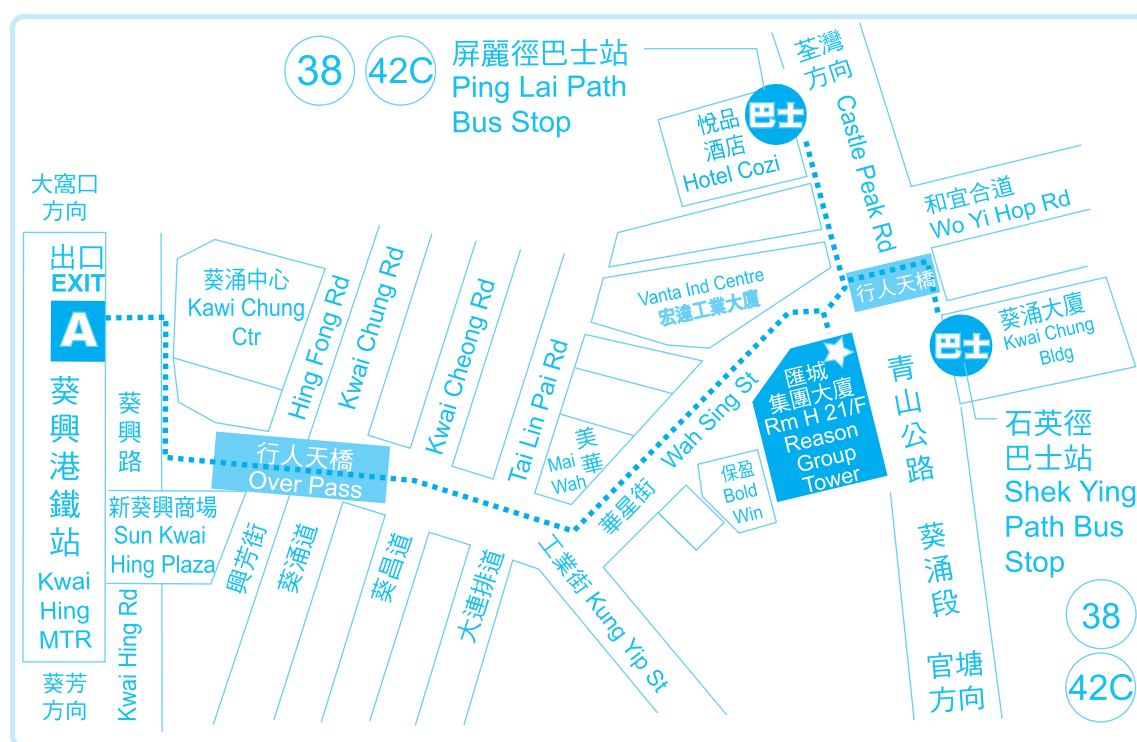 38
42C
屏麗徑巴士站
Ping Lai Path
Bus Stop
荃灣
方向
Castle Peak Rd
巴士
悅品
酒店
Hotel Cozi
和宜合道
Wo Yi Hop Rd
大窩口
方向
出口
EXIT
A
葵興港鐵站
Kwai
Hing
MTR
葵芳
方向
葵興路
Kwai Hing Rd
葵涌中心
Kawi Chung
Ctr
Hing Fong Rd
Kwai Chung Rd
Kwai Cheong Rd
Tai Lin Pai Rd
行人天橋
Over Pass
新葵興商場
Sun Kwai
Hing Plaza
興芳街
葵涌道
葵昌道
大連排道
工業街 Kung Yip St
美華
Mai
Wah
Vanta Ind Centre
宏達工業大廈
華星街
Wah Sing St
保盈
Bold
Win
匯城
集團大廈
Rm H 21/F
Reason
Group
Tower
行人天橋
巴士
葵涌大廈
Kwai Chung
Bldg
青山公路
葵涌段
官塘
方向
石英徑
巴士站
Shek Ying
Path Bus
Stop
38
42C